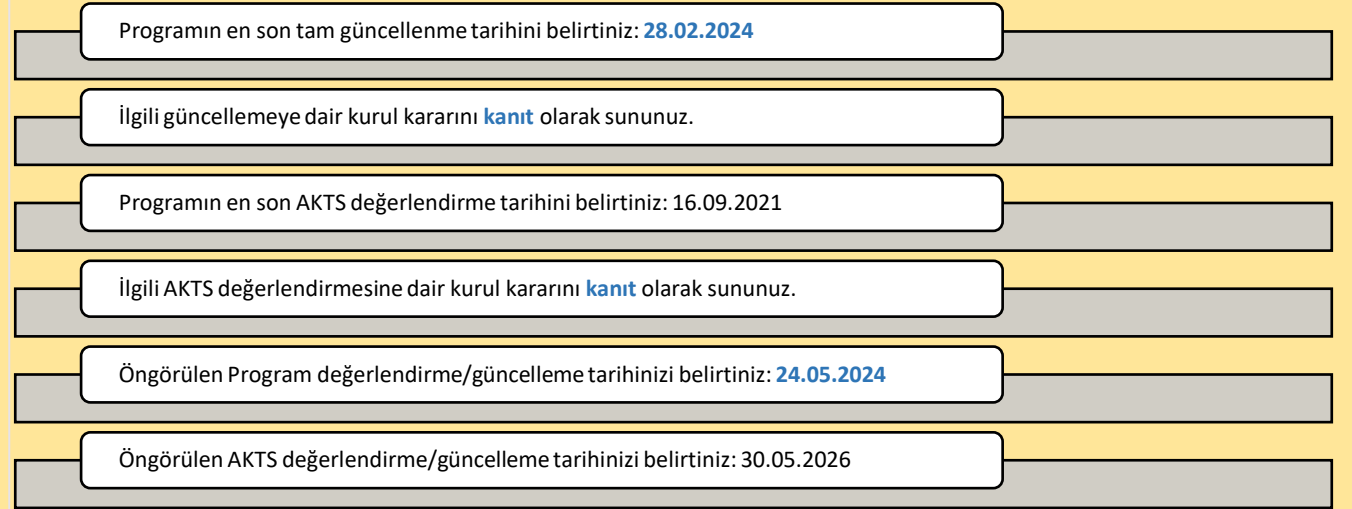 Programın en son tam güncellenme tarihini belirtiniz: 28.02.2024
İlgili güncellemeye dair kurul kararını kanıt olarak sununuz.
Programın en son AKTS değerlendirme tarihini belirtiniz: 16.09.2021
İlgili AKTS değerlendirmesine dair kurul kararını kanıt olarak sununuz.
Öngörülen Program değerlendirme/güncelleme tarihinizi belirtiniz: 24.05.2024
Öngörülen AKTS değerlendirme/güncelleme tarihinizi belirtiniz: 30.05.2026